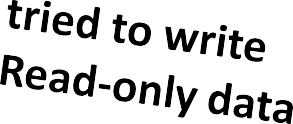 tried to write
Read-only data